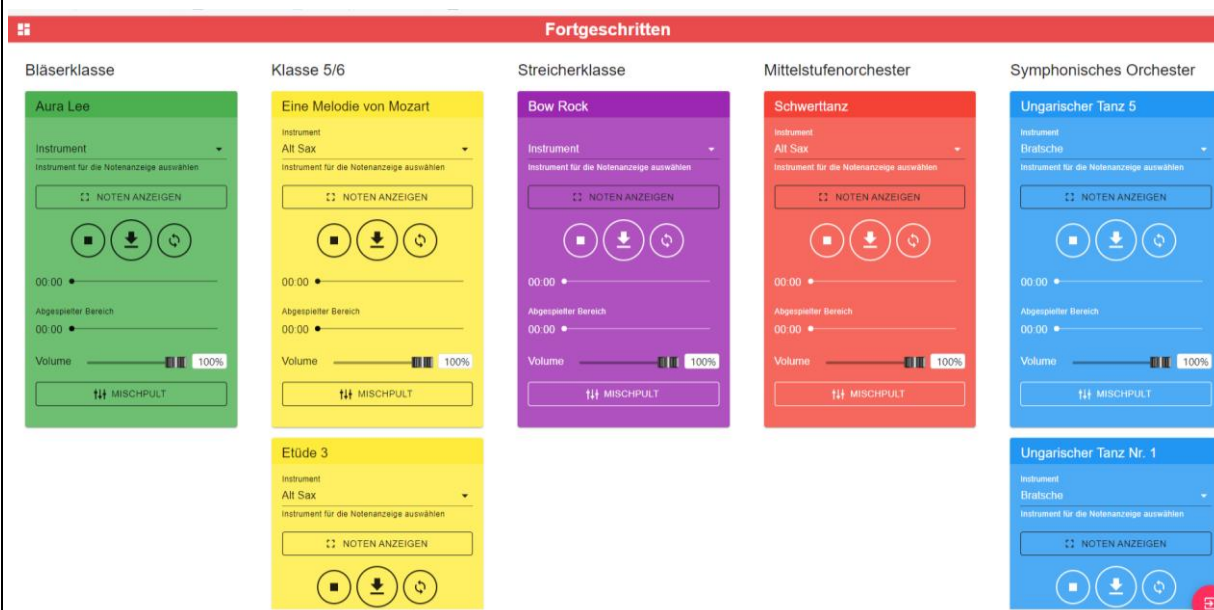 Fortgeschritten
Bläserklasse
Aura Lee
Instrument
Instrument für die Notenanzeige auswählen
NOTEN ANZEIGEN
00:00
Abgespielter Bereich
00:00
Volume 100%
MISCHPULT
Klasse 5/6
Eine Melodie von Mozart
Instrument
Alt Sax
Instrument für die Notenanzeige auswählen
NOTEN ANZEIGEN
00:00
Abgespielter Bereich
00:00
Volume 100%
MISCHPULT
Etüde 3
Instrument
Alt Sax
Instrument für die Notenanzeige auswählen
NOTEN ANZEIGEN
Streicherklasse
Bow Rock
Instrument
Instrument für die Notenanzeige auswählen
NOTEN ANZEIGEN
00:00
Abgespielter Bereich
00:00
Volume 100%
MISCHPULT
Mittelstufenorchester
Schwerttanz
Instrument
Alt Sax
Instrument für die Notenanzeige auswählen
NOTEN ANZEIGEN
00:00
Abgespielter Bereich
00:00
Volume 100%
MISCHPULT
Symphonisches Orchester
Ungarischer Tanz 5
Instrument
Bratsche
Instrument für die Notenanzeige auswählen
NOTEN ANZEIGEN
00:00
Abgespielter Bereich
00:00
Volume 100%
MISCHPULT
Ungarischer Tanz Nr. 1
Instrument
Bratsche
Instrument für die Notenanzeige auswählen
NOTEN ANZEIGEN